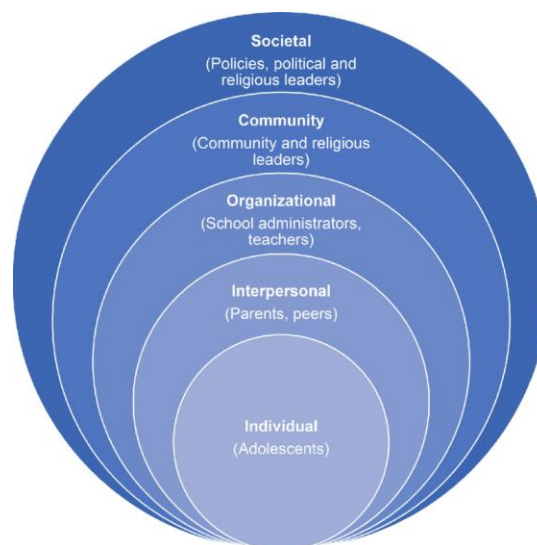 Societal
(Policies, political and
religious leaders)
Community
(Community and religious
leaders)
Organizational
(School administrators,
teachers)
Interpersonal
(Parents, peers)
Individual
(Adolescents)